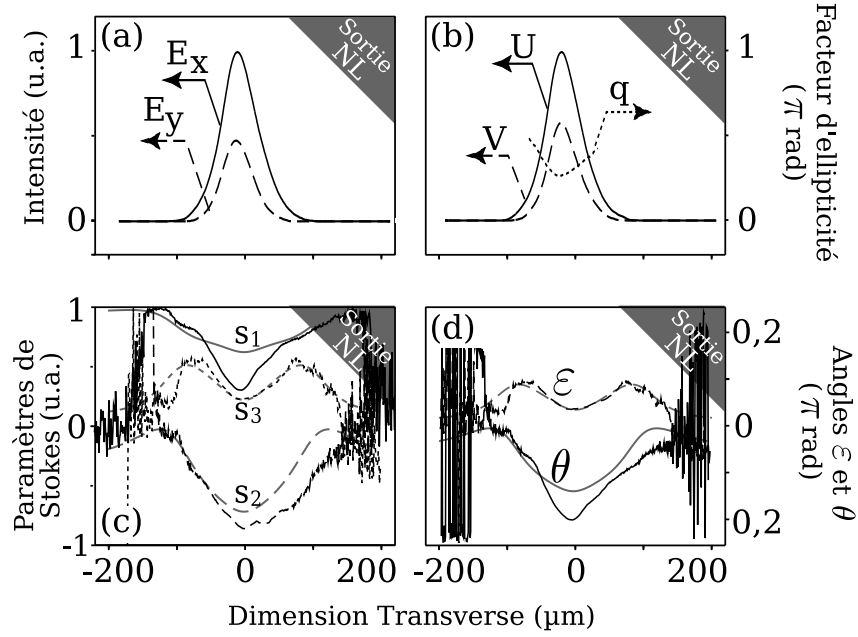 (a)
E_x
E_y
Sortie
NL
1
0
Intensité (u.a.)
(b)
U
V
q
Sortie
NL
1
0
Facteur d'ellipticité
(π rad)
(c)
s₁
s₃
s₂
Sortie
NL
1
0
-1
Paramètres de
Stokes (u.a.)
-200
0
200
(d)
ε
θ
Sortie
NL
0,2
0
0,2
Angles ε et θ
(π rad)
-200
0
200
Dimension Transverse (µm)